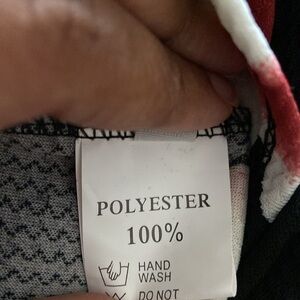 POLYESTER
100%
HAND
WASH
DO NOT